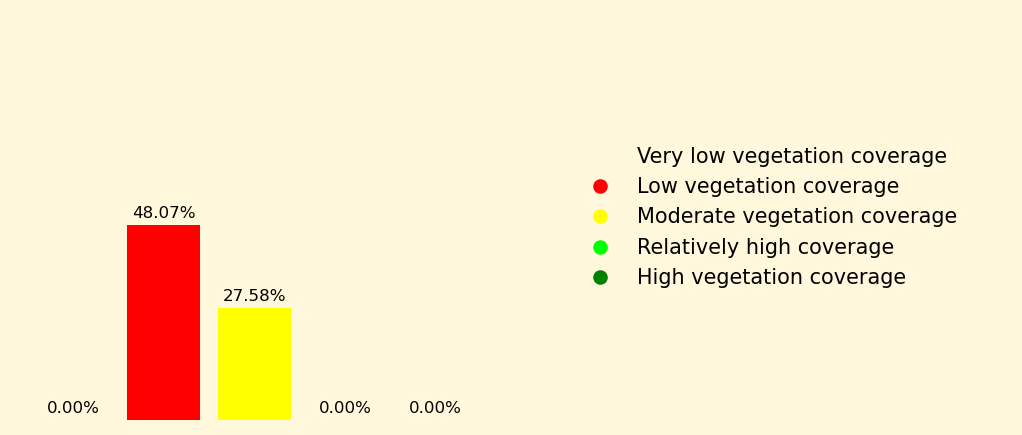 48.07%
27.58%
0.00%
0.00%
0.00%
Very low vegetation coverage
Low vegetation coverage
Moderate vegetation coverage
Relatively high coverage
High vegetation coverage